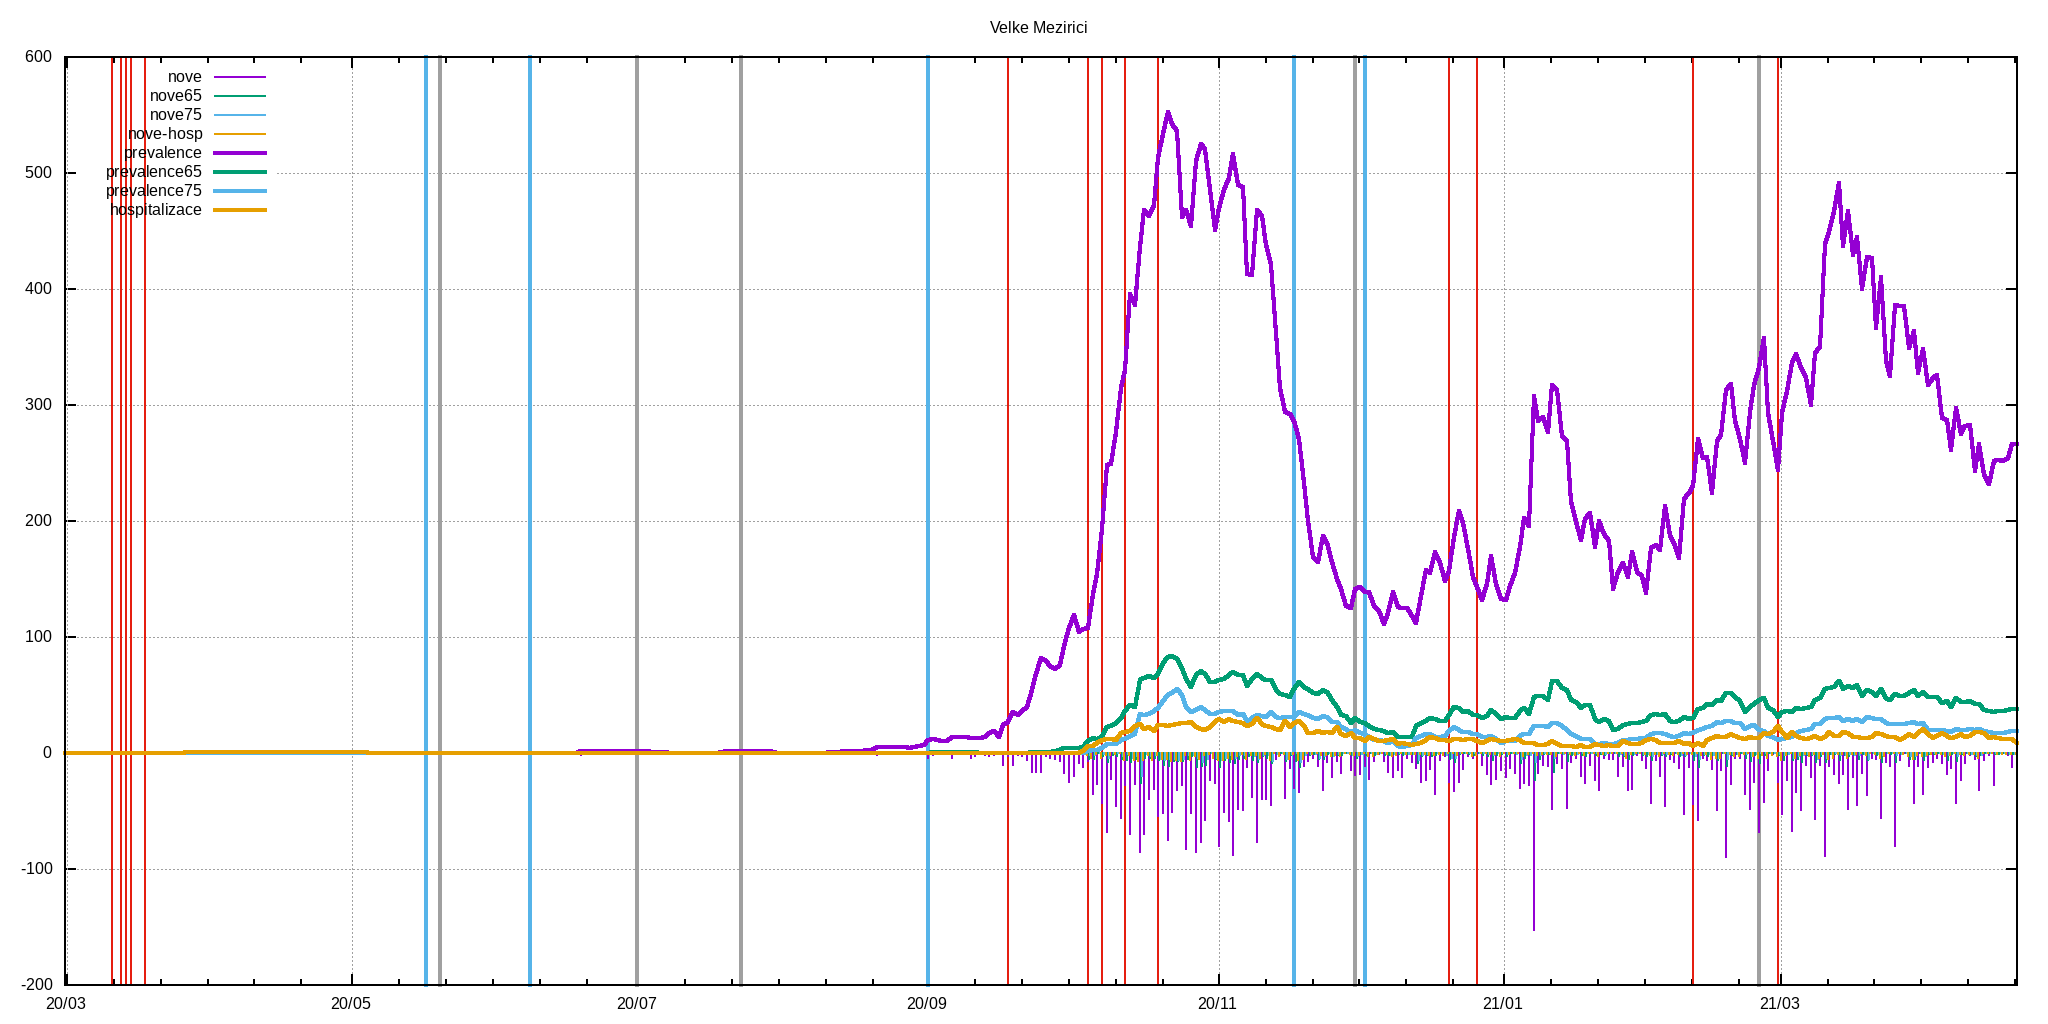 Velke Mezirici
600
nove
nove65
nove75
nove-hosp
prevalence
prevalence65
prevalence75
hospitalizace
500
400
300
200
100
0
-100
-200
20/03 20/05 20/07 20/09 20/11 21/01 21/03